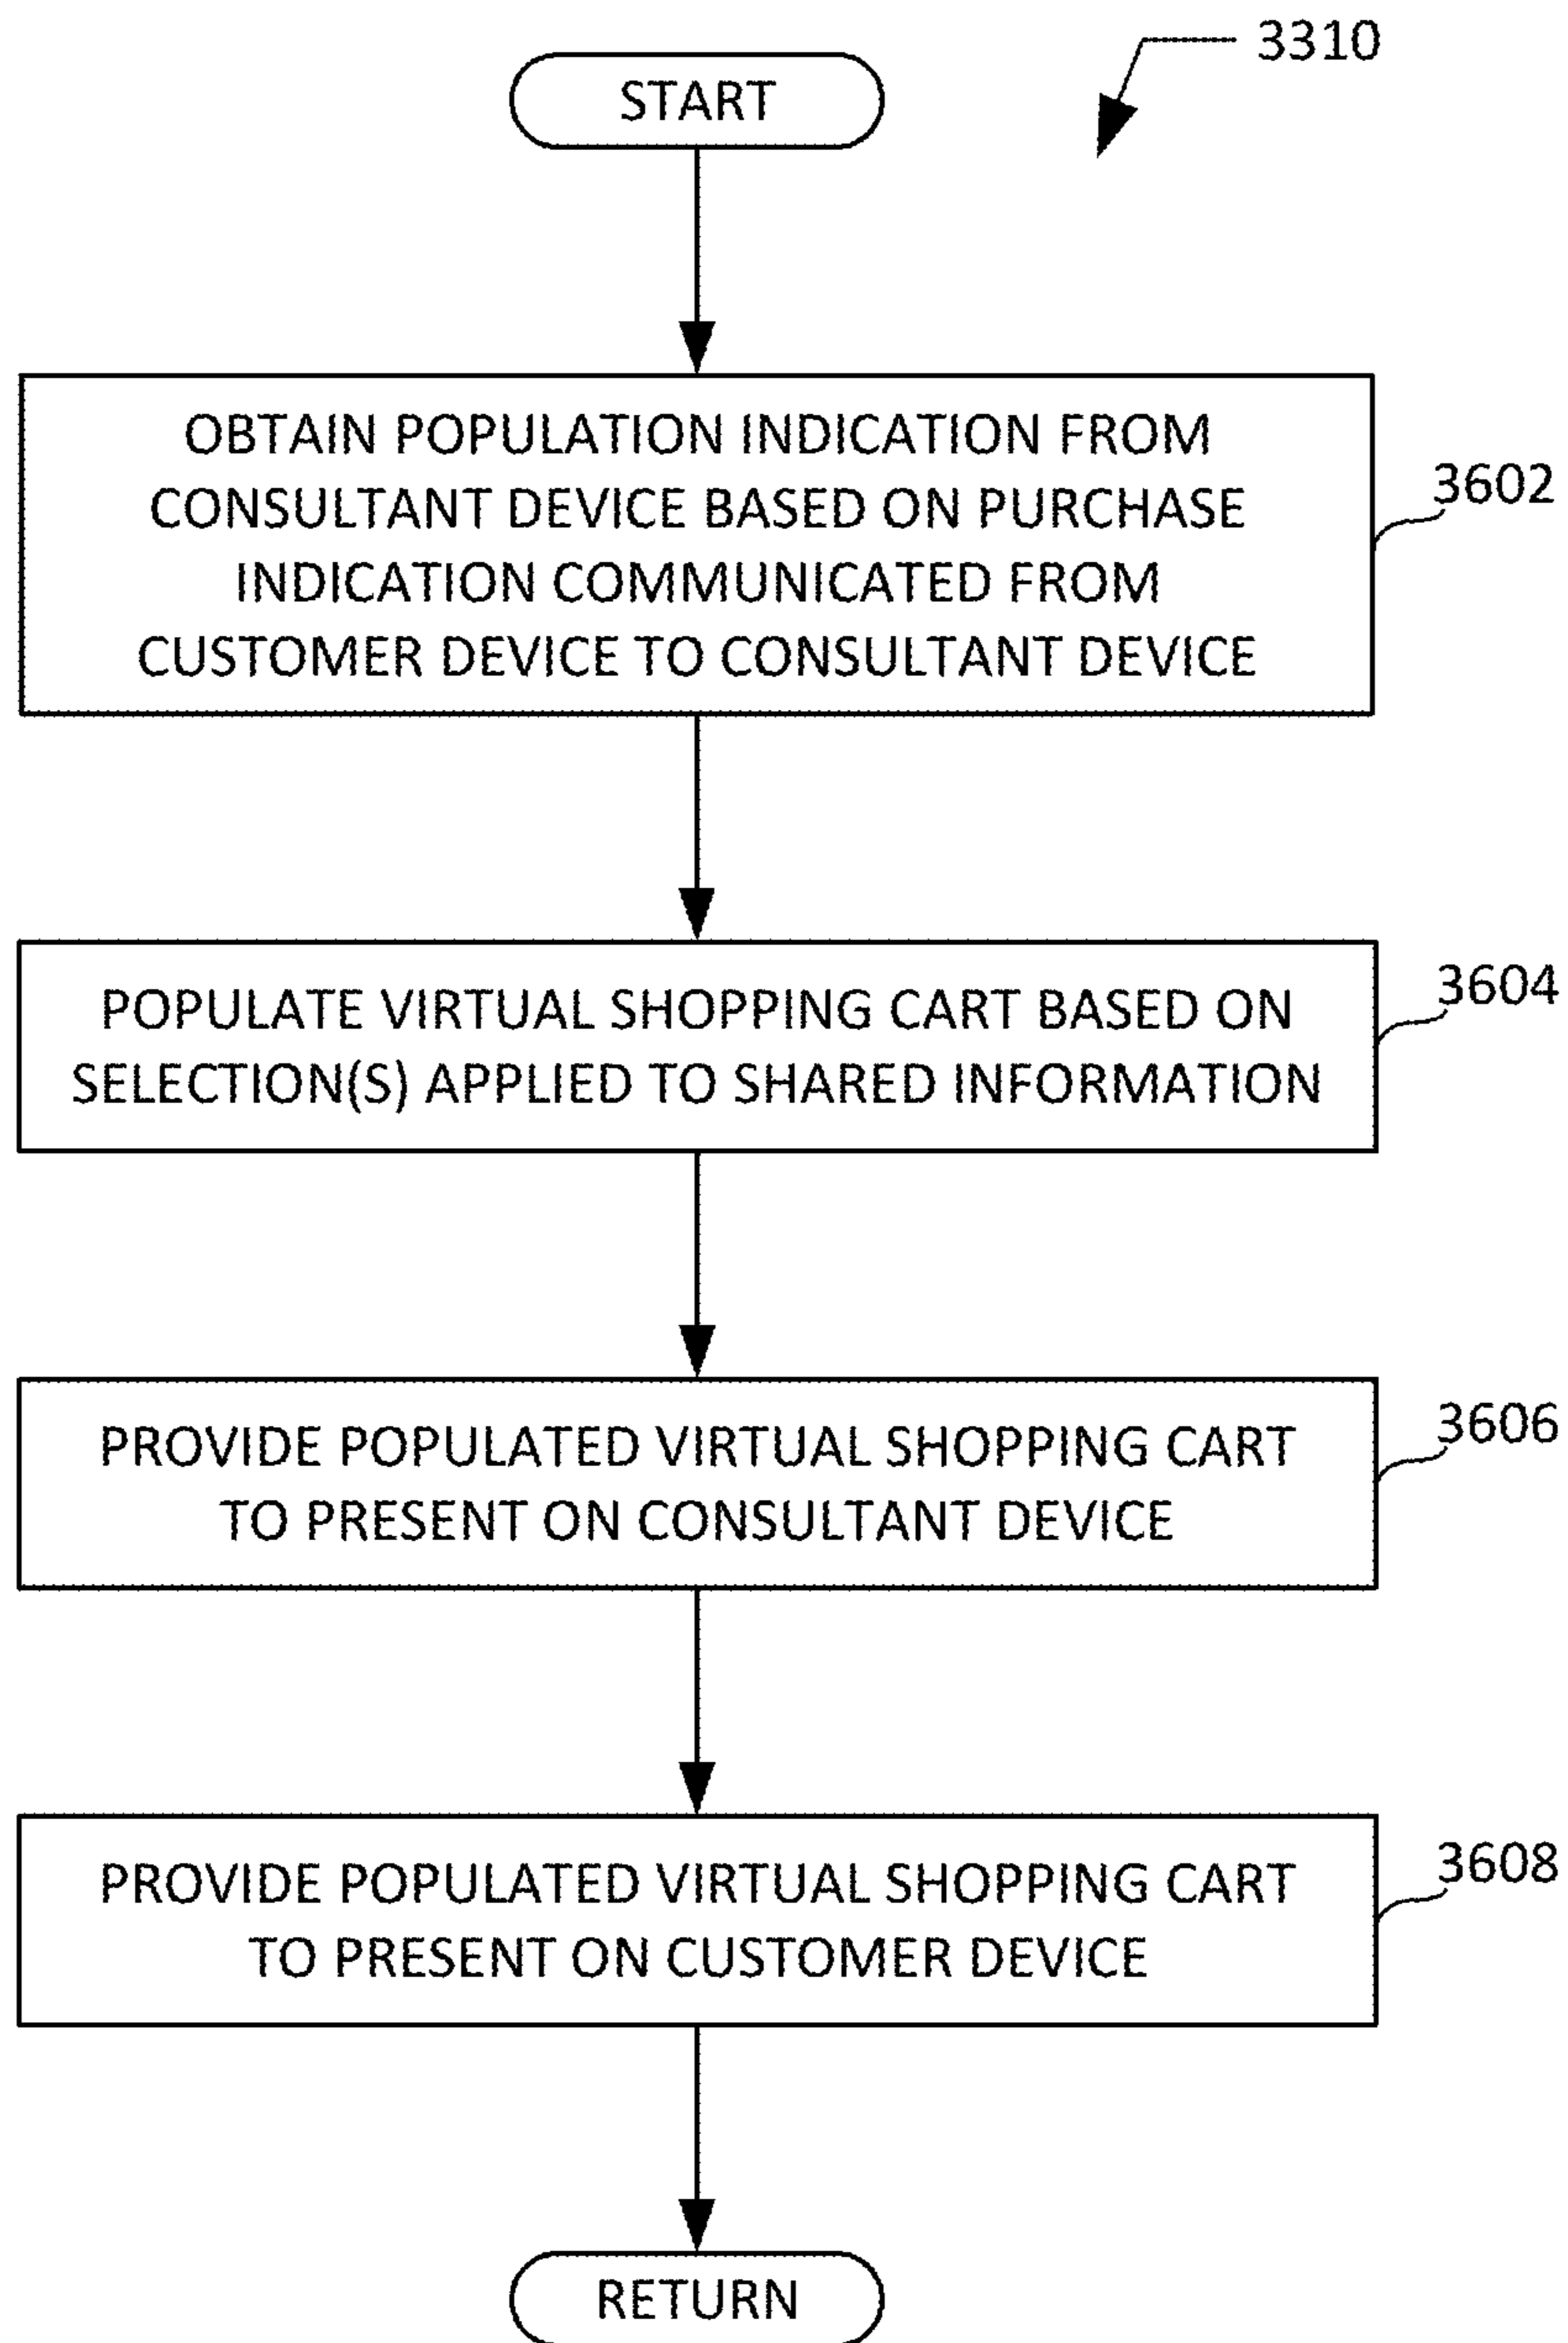 3310
START
OBTAIN POPULATION INDICATION FROM
CONSULTANT DEVICE BASED ON PURCHASE
INDICATION COMMUNICATED FROM
CUSTOMER DEVICE TO CONSULTANT DEVICE
3602
POPULATE VIRTUAL SHOPPING CART BASED ON
SELECTION(S) APPLIED TO SHARED INFORMATION
3604
PROVIDE POPULATED VIRTUAL SHOPPING CART
TO PRESENT ON CONSULTANT DEVICE
3606
PROVIDE POPULATED VIRTUAL SHOPPING CART
TO PRESENT ON CUSTOMER DEVICE
3608
RETURN